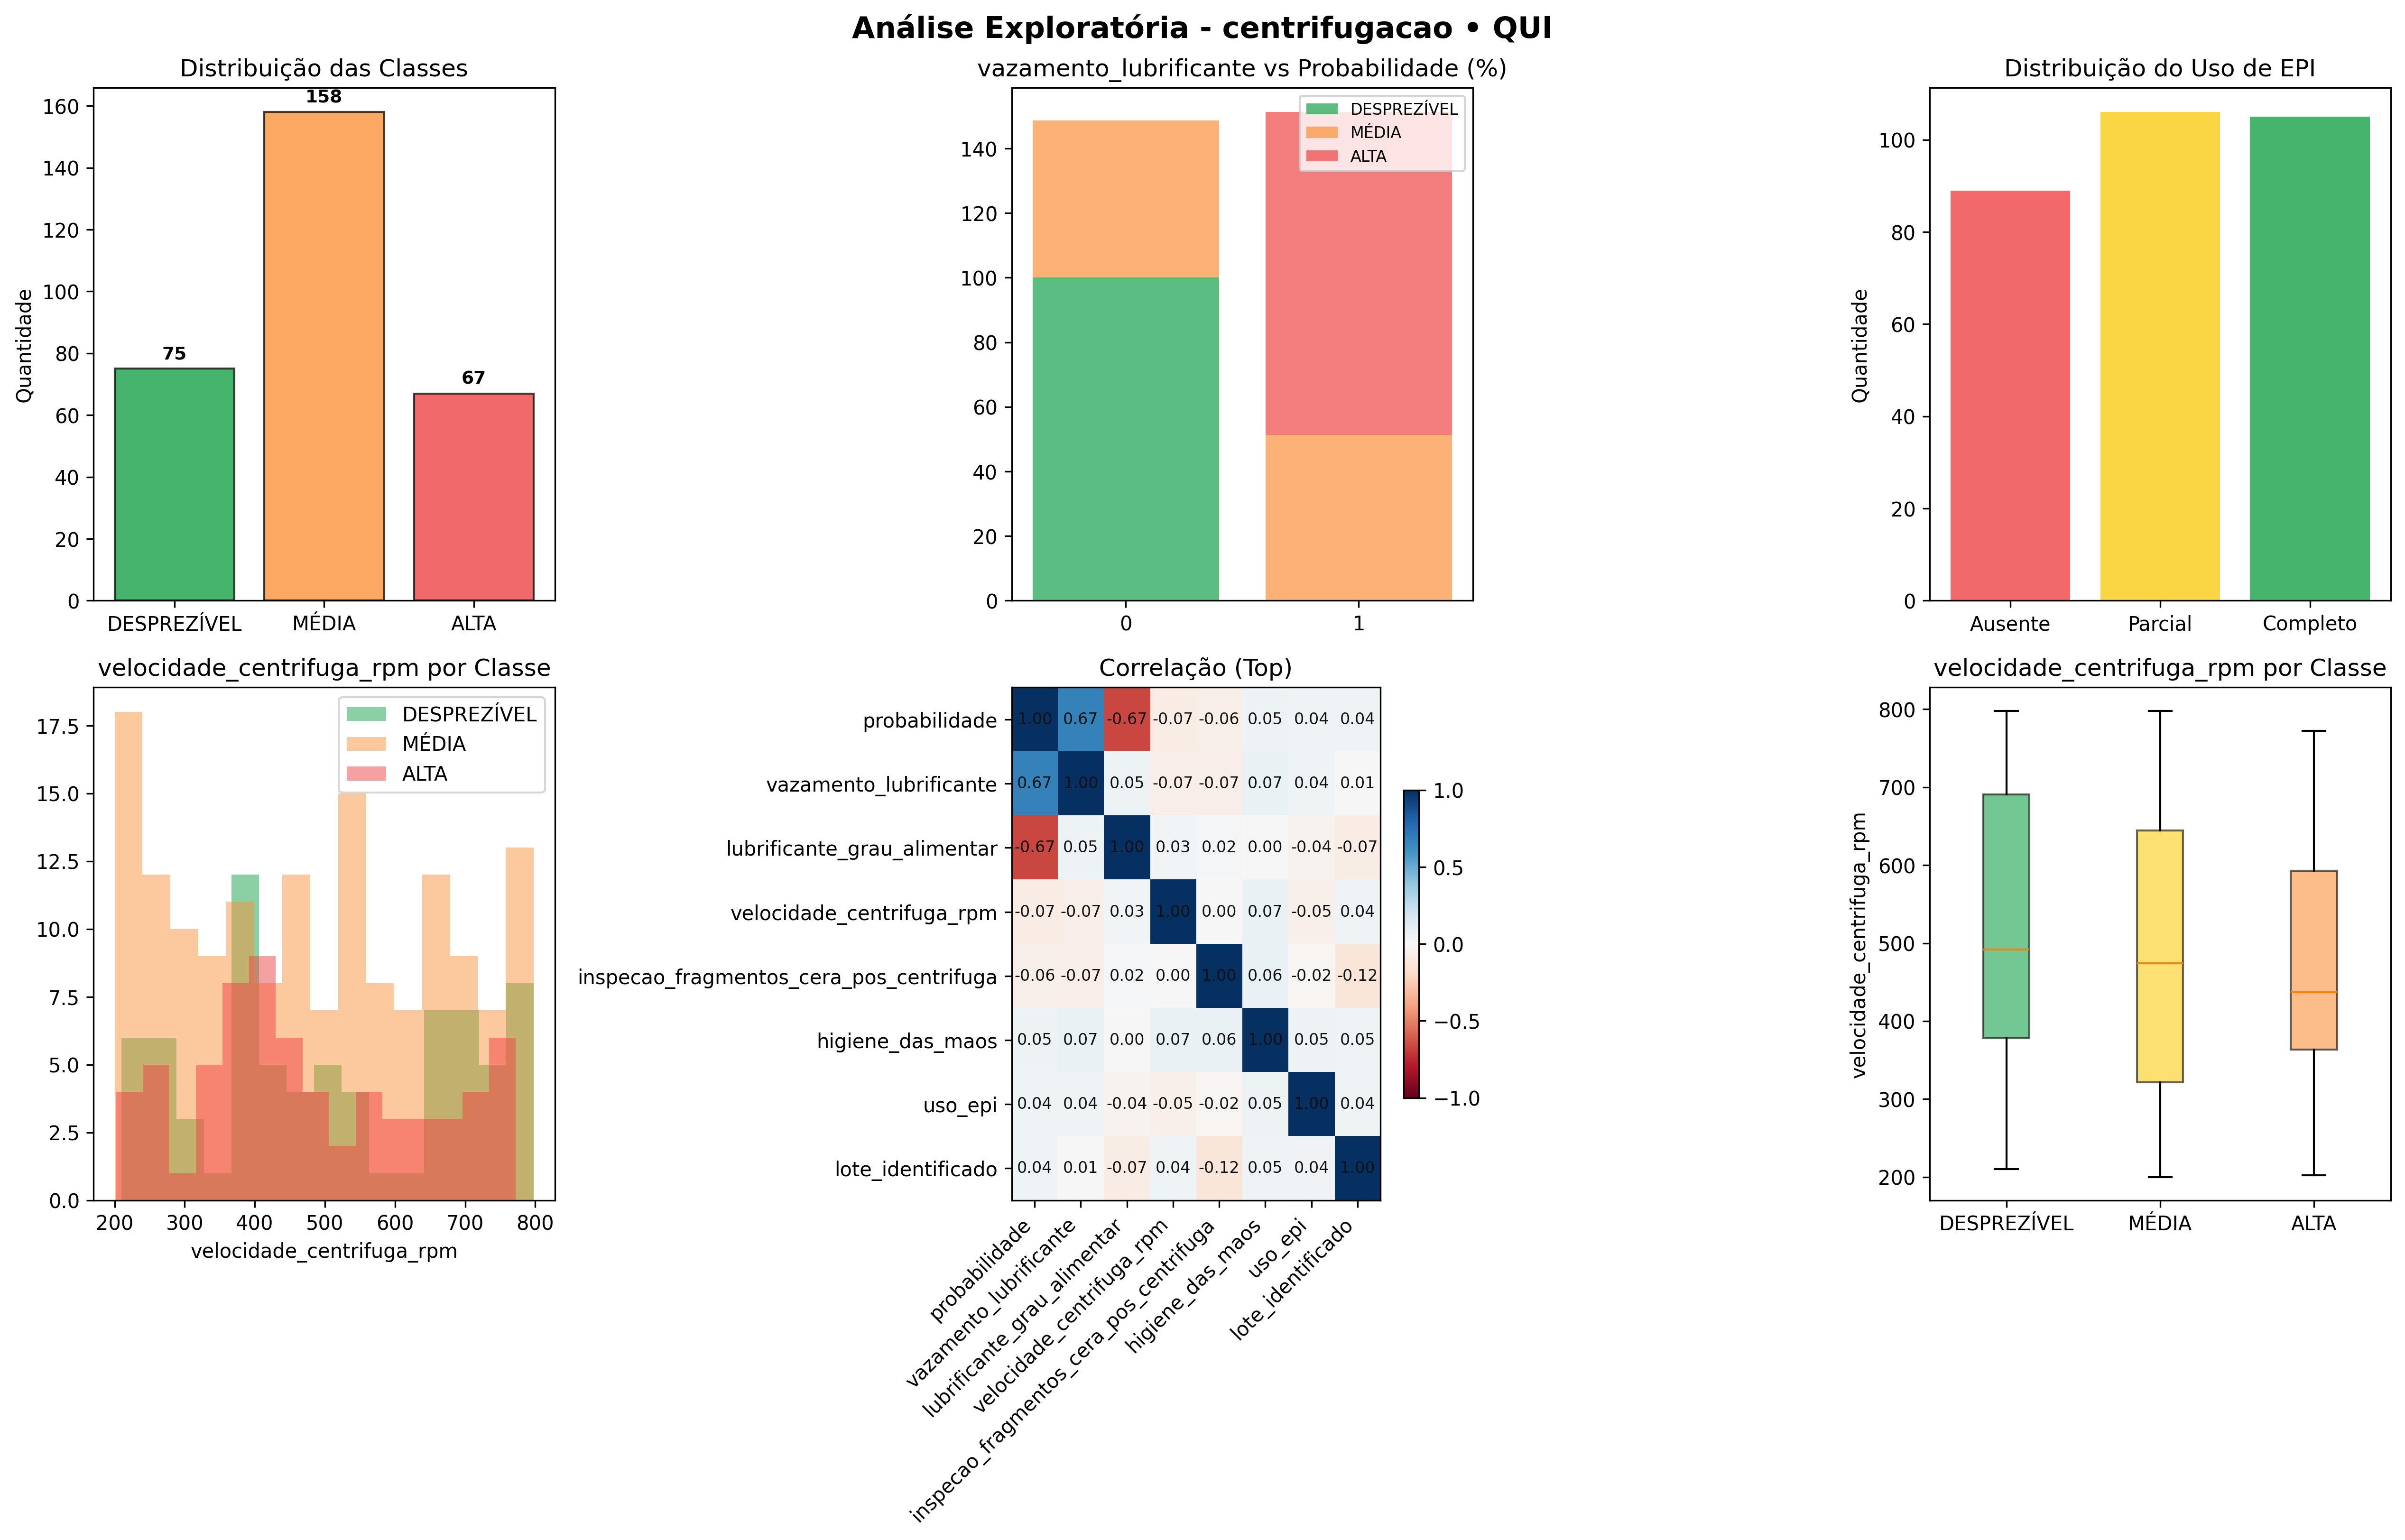 Análise Exploratória - centrifugacao • QUI
Distribuição das Classes
Quantidade
160
140
120
100
80
60
40
20
0
158
75
67
DESPREZÍVEL MÉDIA ALTA
vazamento_lubrificante vs Probabilidade (%)
140
120
100
80
60
40
20
0
DESPREZÍVEL
MÉDIA
ALTA
0 1
Distribuição do Uso de EPI
Quantidade
100
80
60
40
20
0
Ausente Parcial Completo
velocidade_centrifuga_rpm por Classe
17.5
15.0
12.5
10.0
7.5
5.0
2.5
0.0
DESPREZÍVEL
MÉDIA
ALTA
200 300 400 500 600 700 800
velocidade_centrifuga_rpm
Correlação (Top)
probabilidade 1.00 0.67 -0.67 -0.07 -0.06 0.05 0.04 0.04
vazamento_lubrificante 0.67 1.00 0.05 -0.07 -0.07 0.07 0.04 0.01
lubrificante_grau_alimentar -0.67 0.05 1.00 0.03 0.02 0.00 -0.04 -0.07
velocidade_centrifuga_rpm -0.07 -0.07 0.03 1.00 0.00 0.07 -0.05 0.04
inspecao_fragmentos_cera_pos_centrifuga -0.06 -0.07 0.02 0.00 1.00 0.06 -0.02 -0.12
higiene_das_maos 0.05 0.07 0.00 0.07 0.06 1.00 0.05 0.05
uso_epi 0.04 0.04 -0.04 -0.05 -0.02 0.05 1.00 0.04
lote_identificado 0.04 0.01 -0.07 0.04 -0.12 0.05 0.04 1.00
probabilidade
vazamento_lubrificante
lubrificante_grau_alimentar
velocidade_centrifuga_rpm
inspecao_fragmentos_cera_pos_centrifuga
higiene_das_maos
uso_epi
lote_identificado
1.0
0.5
0.0
−0.5
−1.0
velocidade_centrifuga_rpm por Classe
velocidade_centrifuga_rpm
800
700
600
500
400
300
200
DESPREZÍVEL MÉDIA ALTA